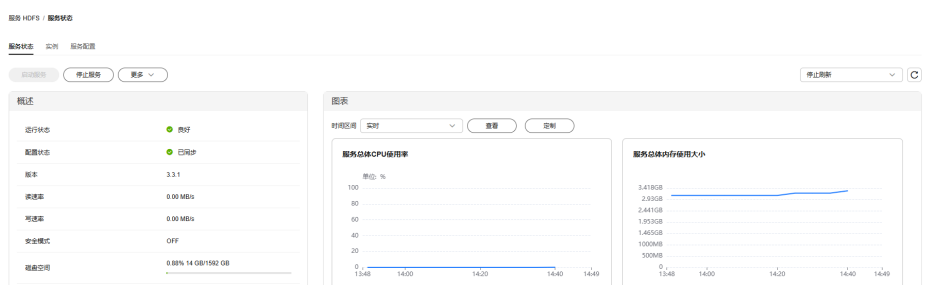 服务 HDFS / 服务状态
服务状态 实例 服务配置
启动服务 停止服务 更多 停止刷新
概述
运行状态 良好
配置状态 已同步
版本 3.3.1
读速率 0.00 MB/s
写速率 0.00 MB/s
安全模式 OFF
磁盘空间 0.88% 14 GB/1592 GB
图表
时间区间 实时 查看 定制
服务总体CPU使用率
单位: %
100
80
60
40
20
0
13:48 14:00 14:20 14:40 14:49
服务总体内存使用大小
3.418GB
2.93GB
2.441GB
1.953GB
1.465GB
1000MB
500MB
0
13:48 14:00 14:20 14:40 14:49